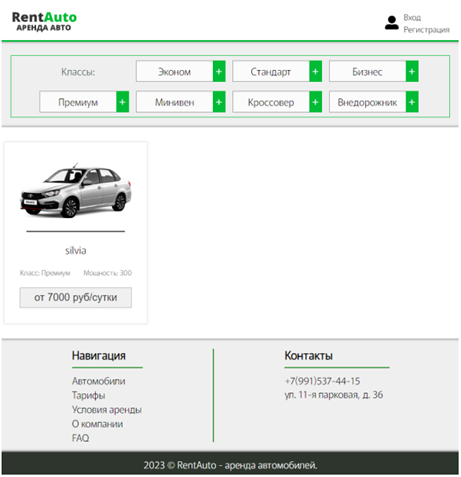 RentAuto
АРЕНДА АВТО
Вход
Регистрация
Классы:
Эконом +
Стандарт +
Бизнес +
Премиум +
Минивен +
Кроссовер +
Внедорожник +
silvia
Класс: Премиум Мощность: 300
от 7000 руб/сутки
Навигация
Автомобили
Тарифы
Условия аренды
О компании
FAQ
Контакты
+7(991)537-44-15
ул. 11-я парковая, д. 36
2023 © RentAuto - аренда автомобилей.